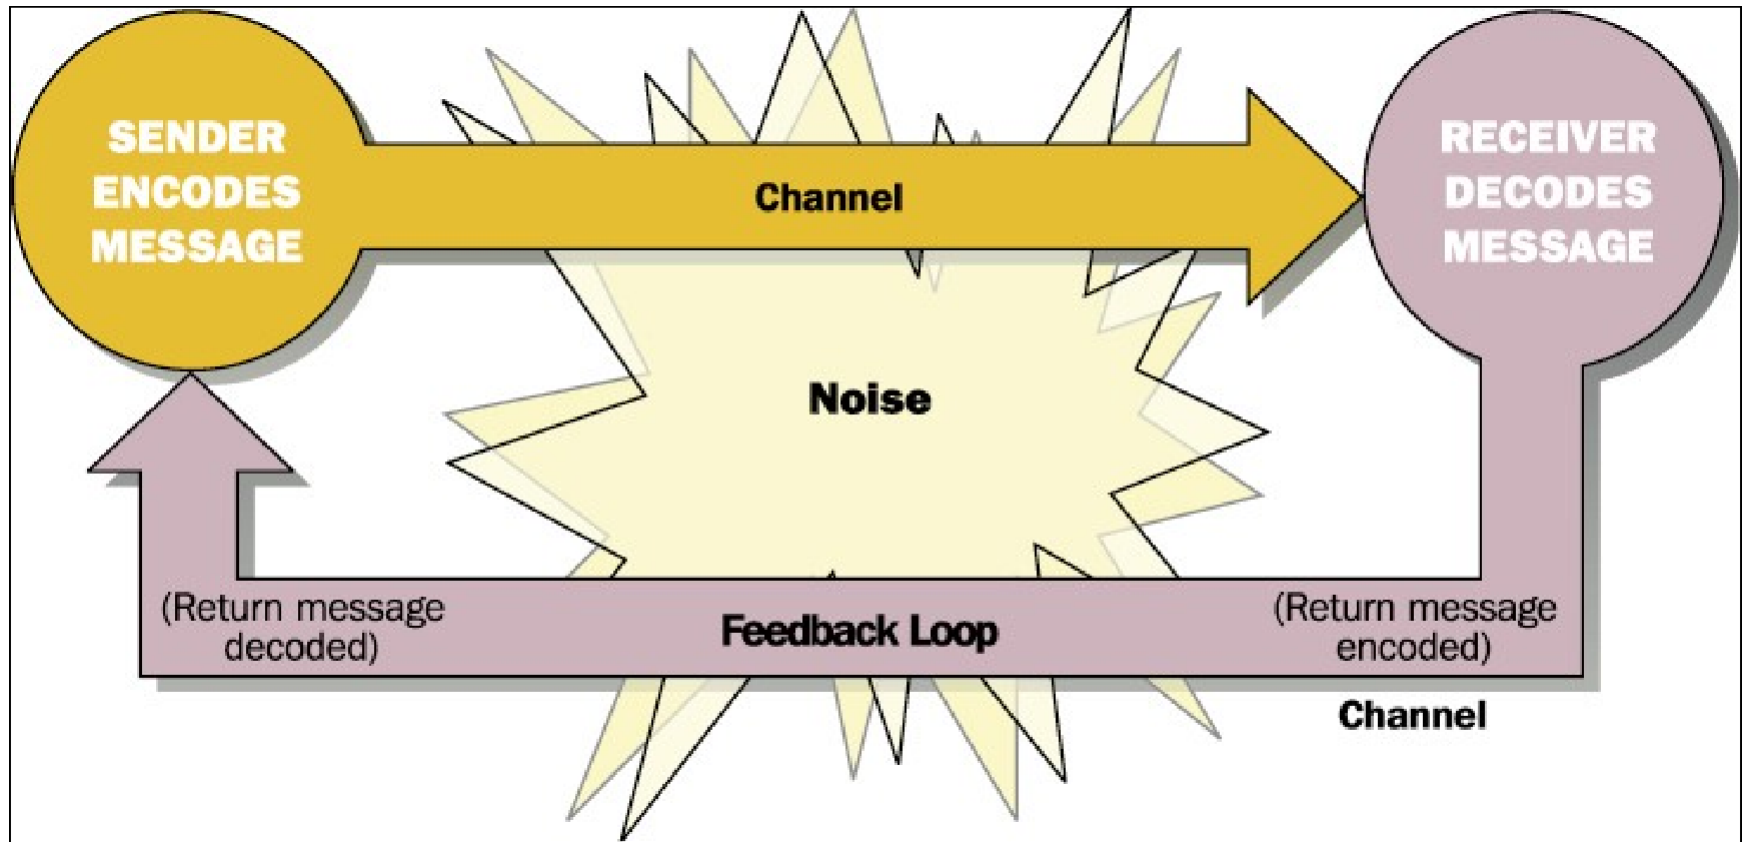 SENDER
ENCODES
MESSAGE
Channel
RECEIVER
DECODES
MESSAGE
Noise
(Return message
decoded)
Feedback Loop
(Return message
encoded)
Channel